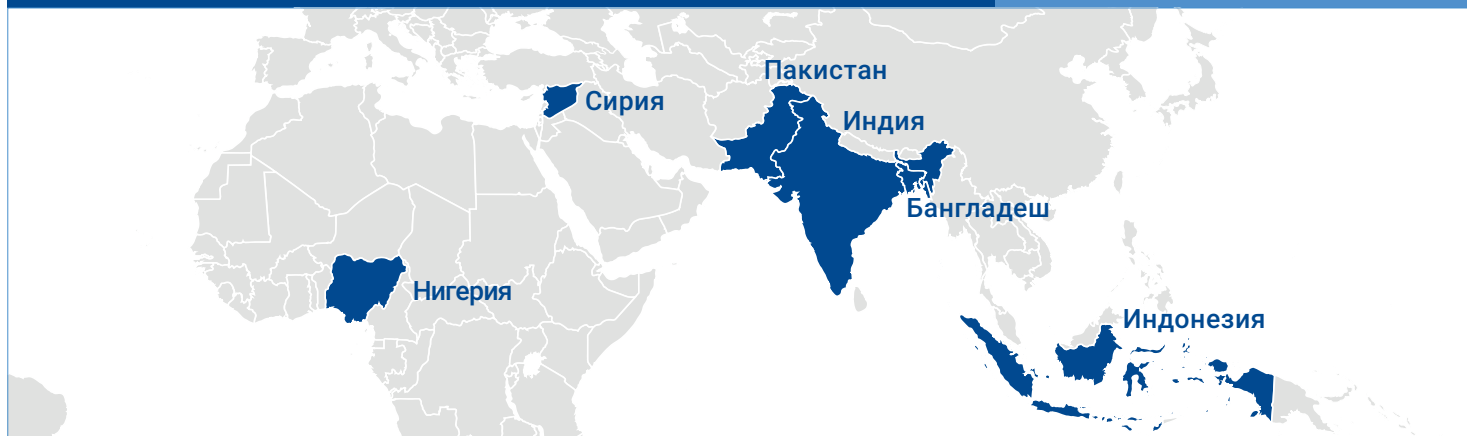 Пакистан
Сирия
Индия
Бангладеш
Нигерия
Индонезия